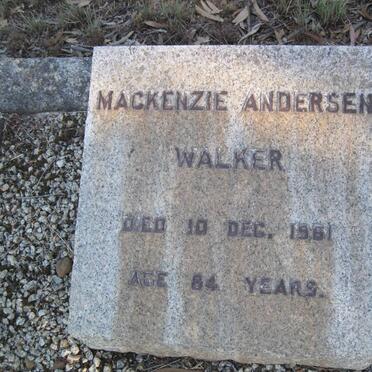 MACKENZIE ANDERSEN
WALKER
DIED 10 DEC. 1961
AGE 84 YEARS.